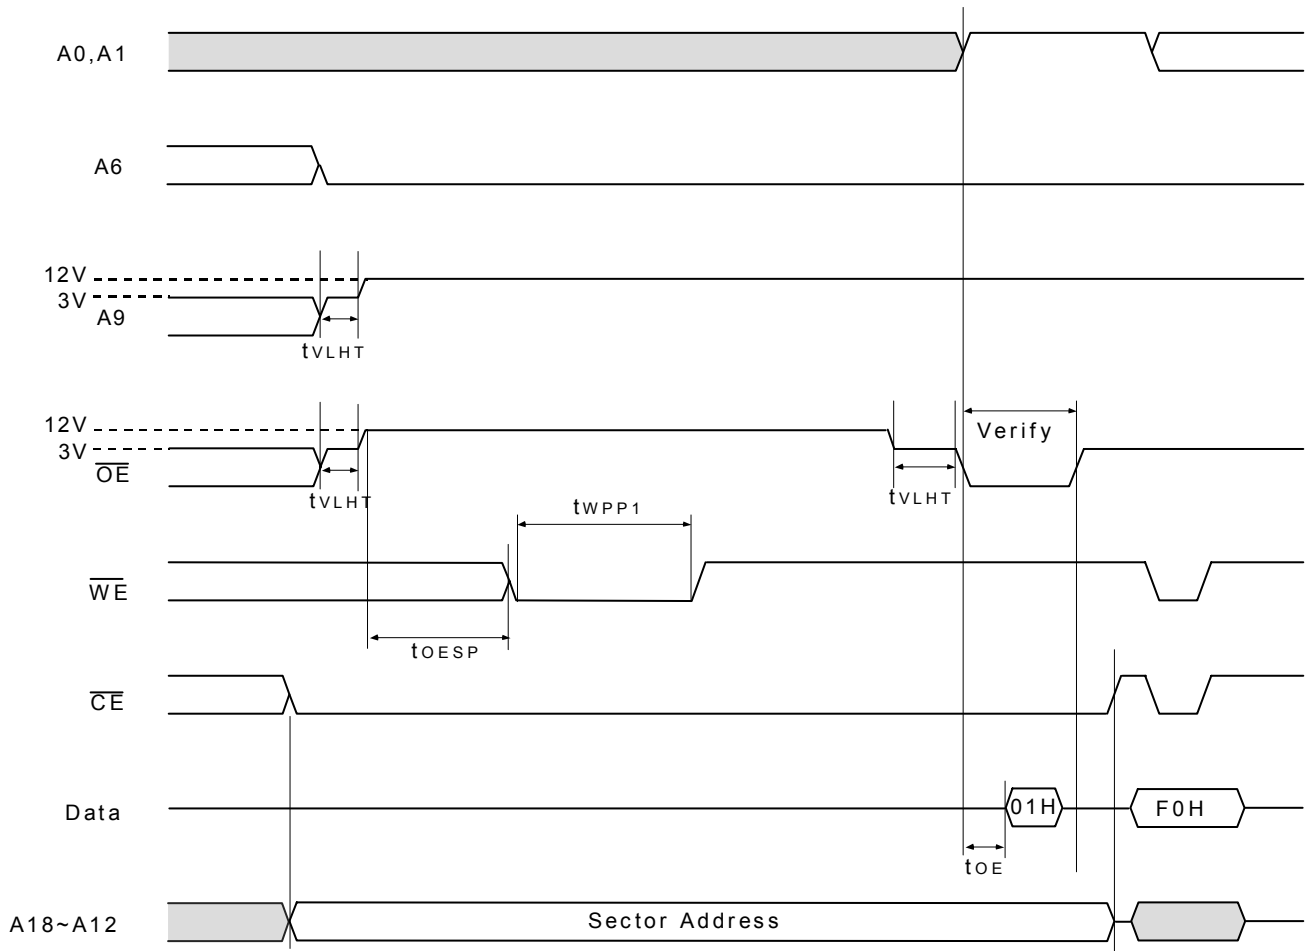 A0,A1
A6
12V
3V
A9
tVLHT
12V
3V
OE
tVLHT
tVLHT
Verify
tWPP1
WE
tOESP
CE
Data
01H
F0H
tOE
A18~A12
Sector Address